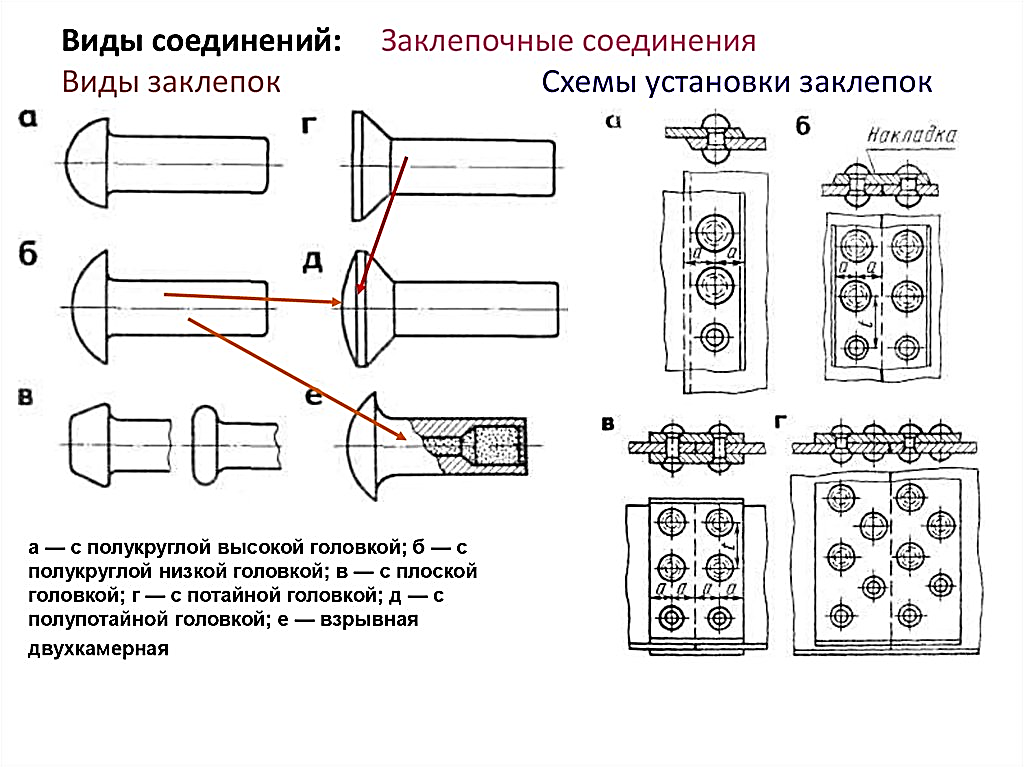 Виды соединений: Заклепочные соединения
Виды заклепок Схемы установки заклепок
а
г
б
д
в
е
а — с полукруглой высокой головкой; б — с
полукруглой низкой головкой; в — с плоской
головкой; г — с потайной головкой; д — с
полупотайной головкой; е — взрывная
двухкамерная
а
а а
б
Накладка
а а
t
в
t
а а а а
г